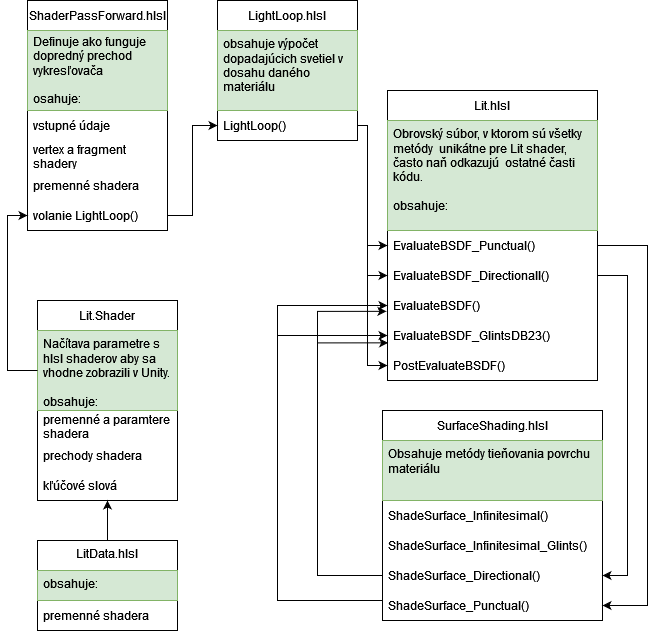 ShaderPassForward.hlsl
Definuje ako funguje
dopredný prechod
vykresľovača
osahuje:
vstupné údaje
vertex a fragment
shadery
premenné shadera
volanie LightLoop()
LightLoop.hlsl
obsahuje výpočet
dopadajúcich svetiel v
dosahu daného
materiálu
LightLoop()
Lit.hlsl
Obrovský súbor, v ktorom sú všetky
metódy unikátne pre Lit shader,
často naň odkazujú ostatné časti
kódu.
obsahuje:
EvaluateBSDF_Punctual()
EvaluateBSDF_Directionall()
EvaluateBSDF()
EvaluateBSDF_GlintsDB23()
PostEvaluateBSDF()
Lit.Shader
Načítava parametre s
hlsl shaderov aby sa
vhodne zobrazili v Unity.
obsahuje:
premenné a paramtere
shadera
prechody shadera
kľúčové slová
LitData.hlsl
obsahuje:
premenné shadera
SurfaceShading.hlsl
Obsahuje metódy tieňovania povrchu
materiálu
ShadeSurface_Infinitesimal()
ShadeSurface_Infinitesimal_Glints()
ShadeSurface_Directional()
ShadeSurface_Punctual()